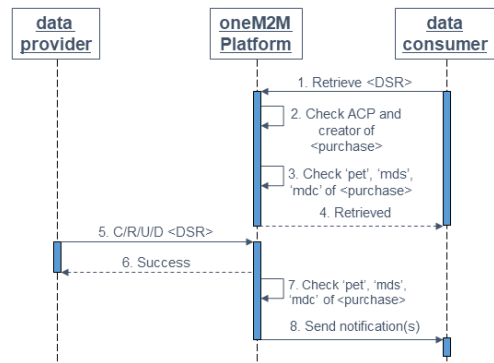 data
provider
oneM2M
Platform
data
consumer
1. Retrieve <DSR>
2. Check ACP and
creator of
<purchase>
3. Check ‘pet’, ‘mds’,
‘mdc’ of <purchase>
4. Retrieved
5. C/R/U/D <DSR>
6. Success
7. Check ‘pet’, ‘mds’,
‘mdc’ of <purchase>
8. Send notification(s)